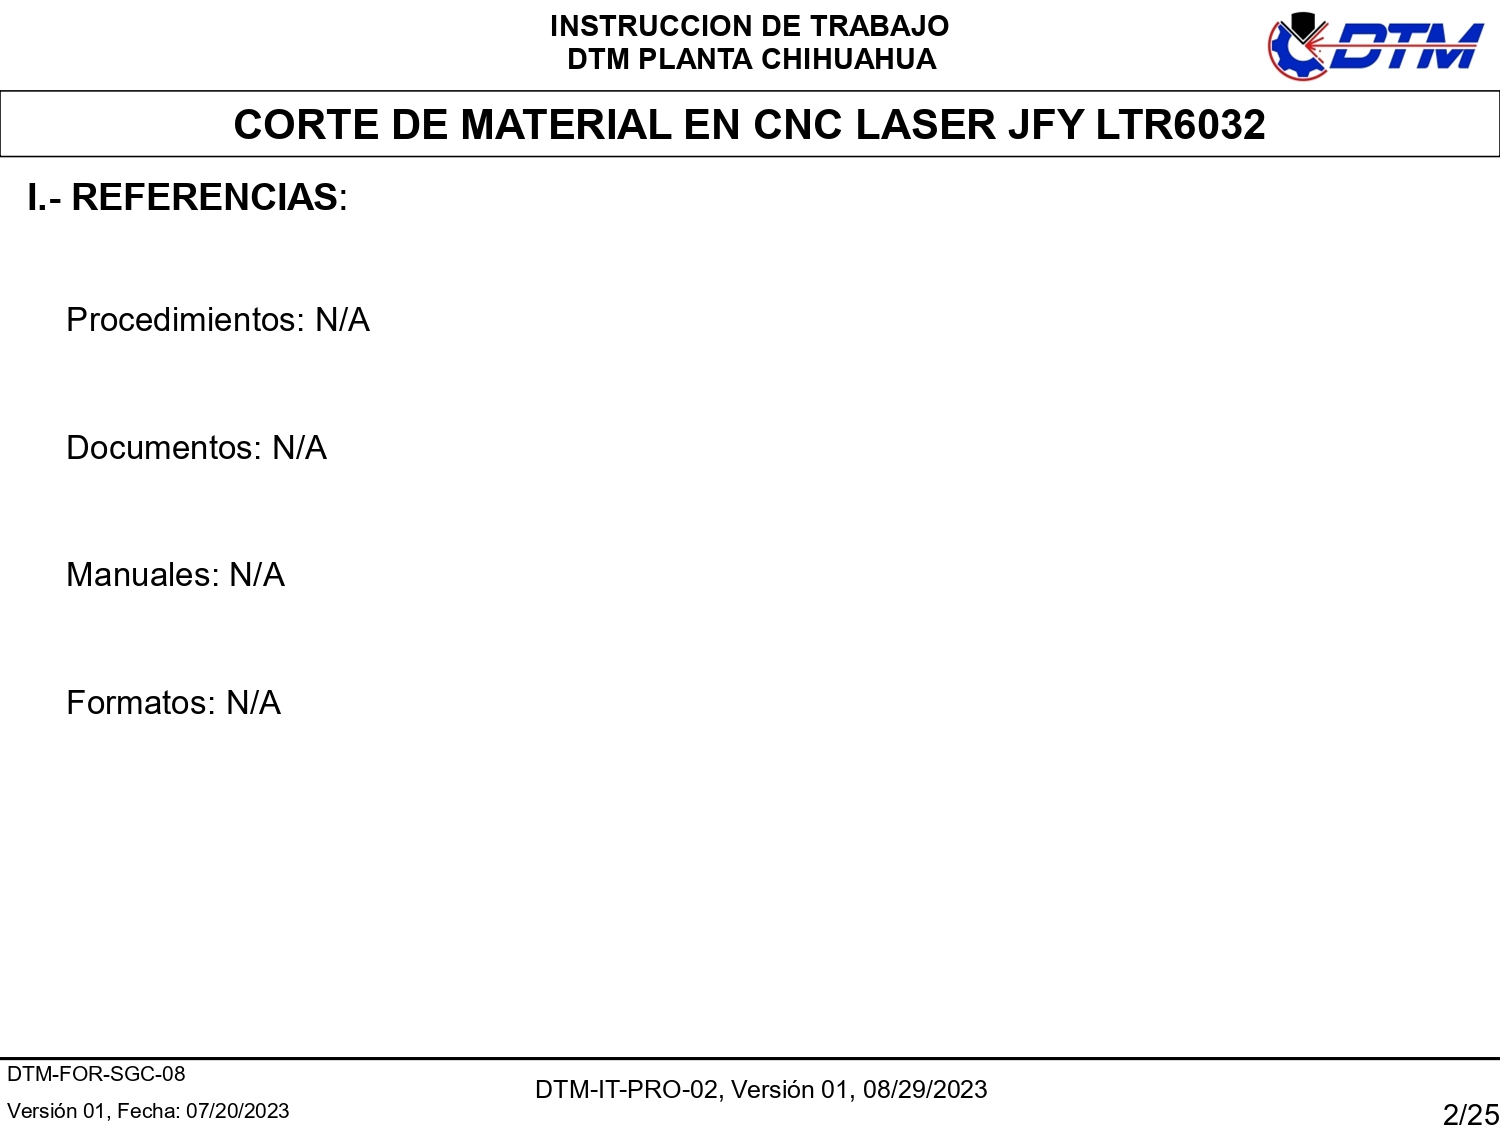 INSTRUCCION DE TRABAJO
DTM PLANTA CHIHUAHUA
DTM
CORTE DE MATERIAL EN CNC LASER JFY LTR6032
I.- REFERENCIAS:
Procedimientos: N/A
Documentos: N/A
Manuales: N/A
Formatos: N/A
DTM-FOR-SGC-08
Versión 01, Fecha: 07/20/2023
DTM-IT-PRO-02, Versión 01, 08/29/2023
2/25